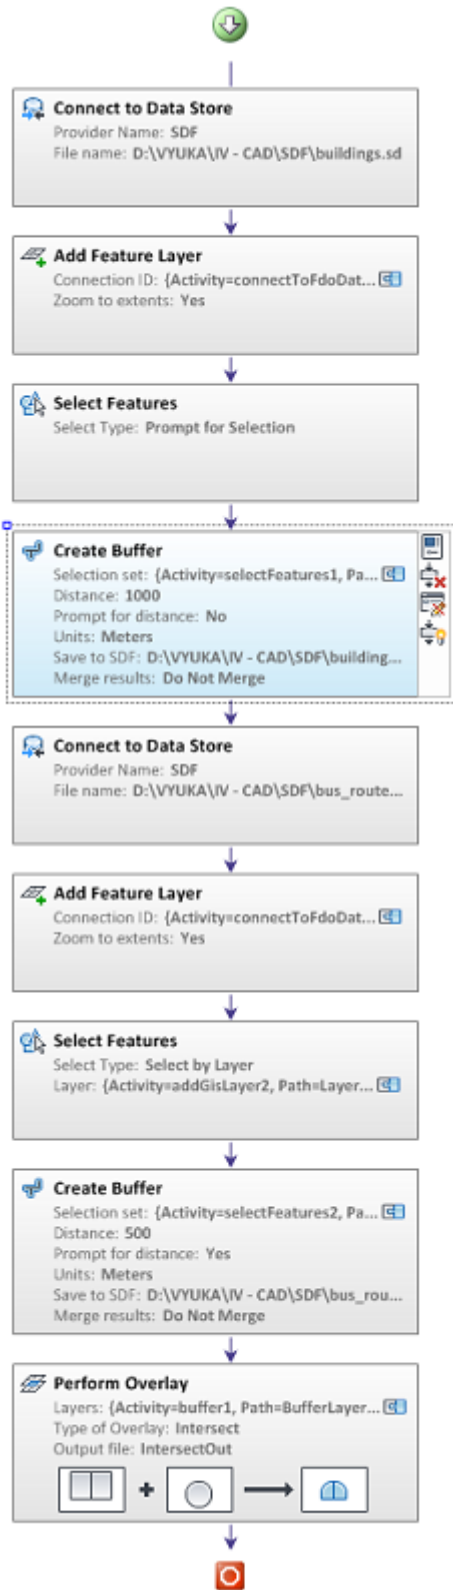 Connect to Data Store
Provider Name: SDF
File name: D:\VYUKA\IV - CAD\SDF\buildings.sd
Add Feature Layer
Connection ID: {Activity=connectToFdoDat...
Zoom to extents: Yes
Select Features
Select Type: Prompt for Selection
Create Buffer
Selection set: {Activity=selectFeatures1, Pa...
Distance: 1000
Prompt for distance: No
Units: Meters
Save to SDF: D:\VYUKA\IV - CAD\SDF\building...
Merge results: Do Not Merge
Connect to Data Store
Provider Name: SDF
File name: D:\VYUKA\IV - CAD\SDF\bus_route...
Add Feature Layer
Connection ID: {Activity=connectToFdoDat...
Zoom to extents: Yes
Select Features
Select Type: Select by Layer
Layer: {Activity=addGisLayer2, Path=Layer...
Create Buffer
Selection set: {Activity=selectFeatures2, Pa...
Distance: 500
Prompt for distance: Yes
Units: Meters
Save to SDF: D:\VYUKA\IV - CAD\SDF\bus_rou...
Merge results: Do Not Merge
Perform Overlay
Layers: {Activity=buffer1, Path=BufferLayer...
Type of Overlay: Intersect
Output file: IntersectOut